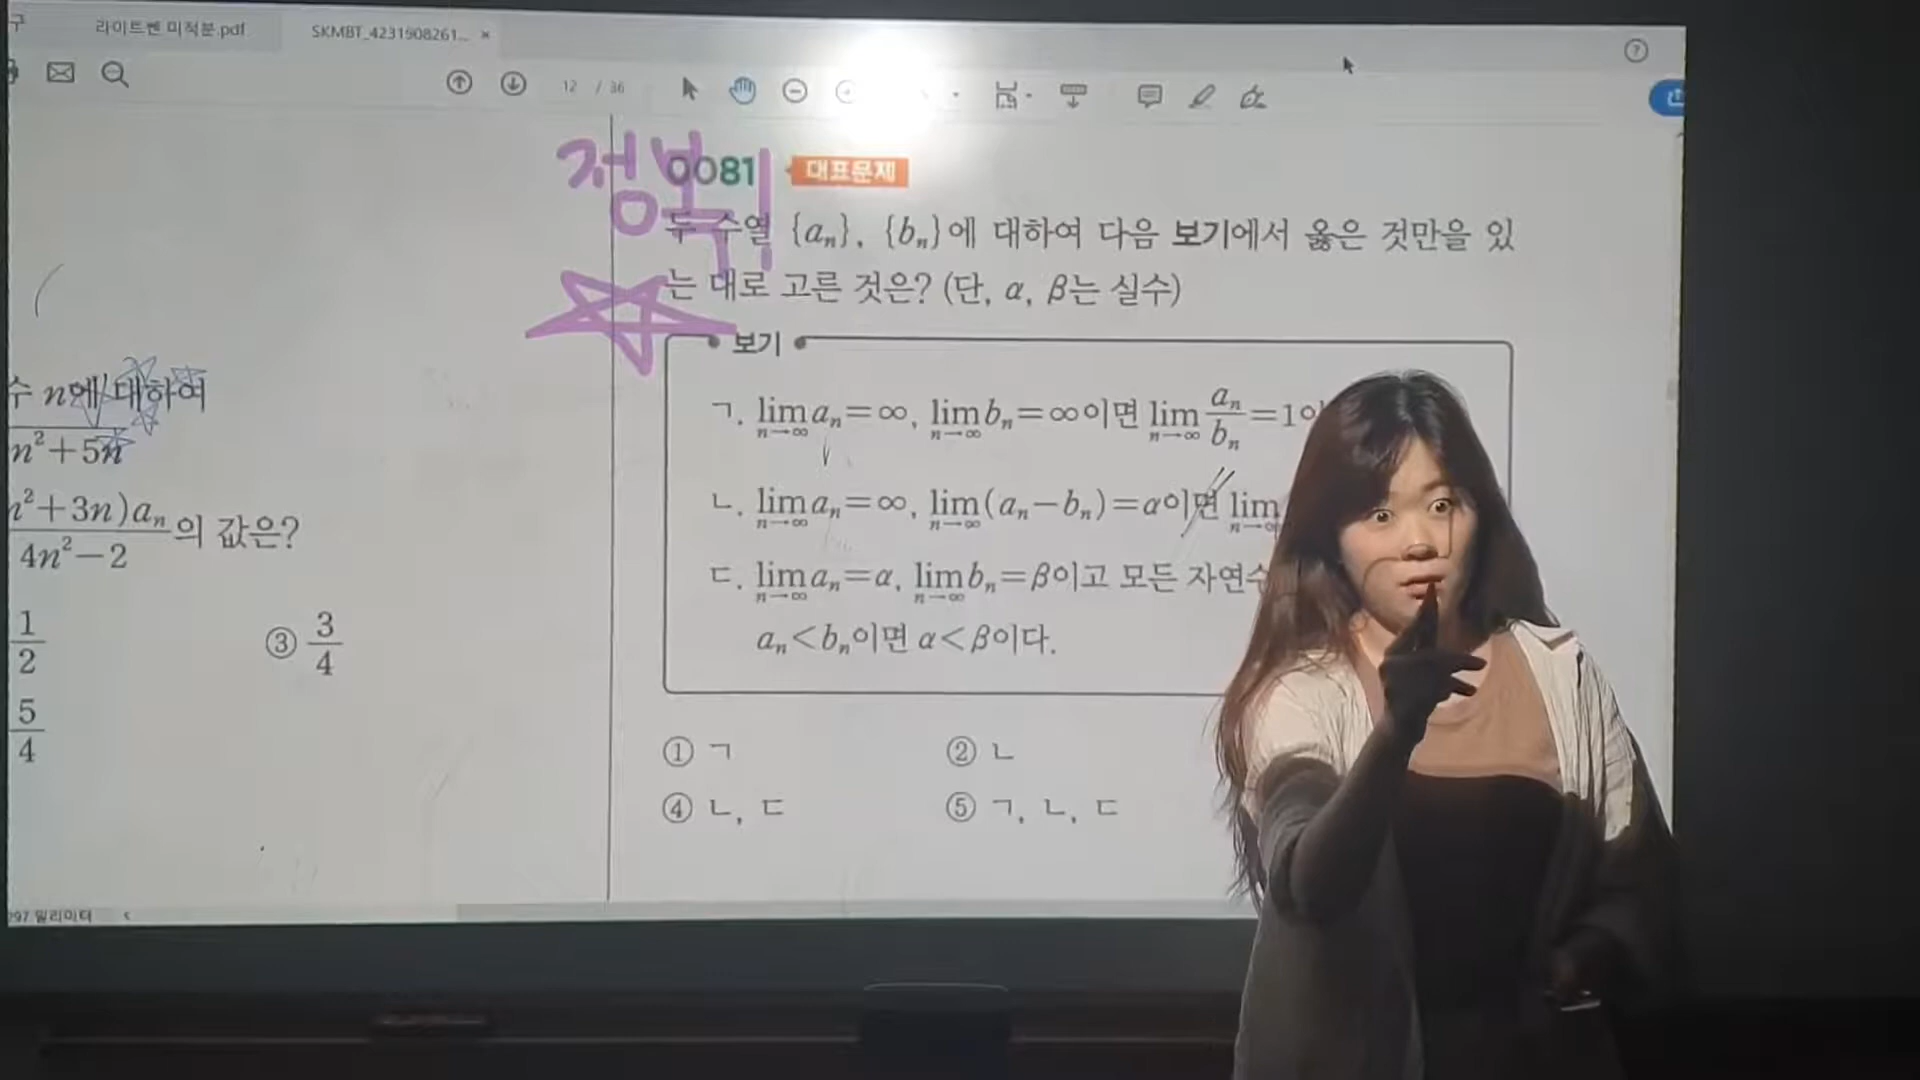 구
라이트쎈 미적분.pdf
SKMBT_4231908261...
12 / 36
수 n에 대하여
n²+5n
n²+3n)aₙ
4n²-2
의 값은?
1/2
③ 3/4
5/4
297 밀리미터
정복!
0081 대표문제
두 수열 {aₙ}, {bₙ}에 대하여 다음 보기에서 옳은 것만을 있
는 대로 고른 것은? (단, α, β는 실수)
보기
ㄱ. lim n→∞ aₙ=∞, lim n→∞ bₙ=∞이면 lim n→∞ aₙ/bₙ=1이
ㄴ. lim n→∞ aₙ=∞, lim n→∞ (aₙ-bₙ)=α이면 lim n→∞
ㄷ. lim n→∞ aₙ=α, lim n→∞ bₙ=β이고 모든 자연수
aₙ<bₙ이면 α<β이다.
① ㄱ
② ㄴ
④ ㄴ, ㄷ
⑤ ㄱ, ㄴ, ㄷ